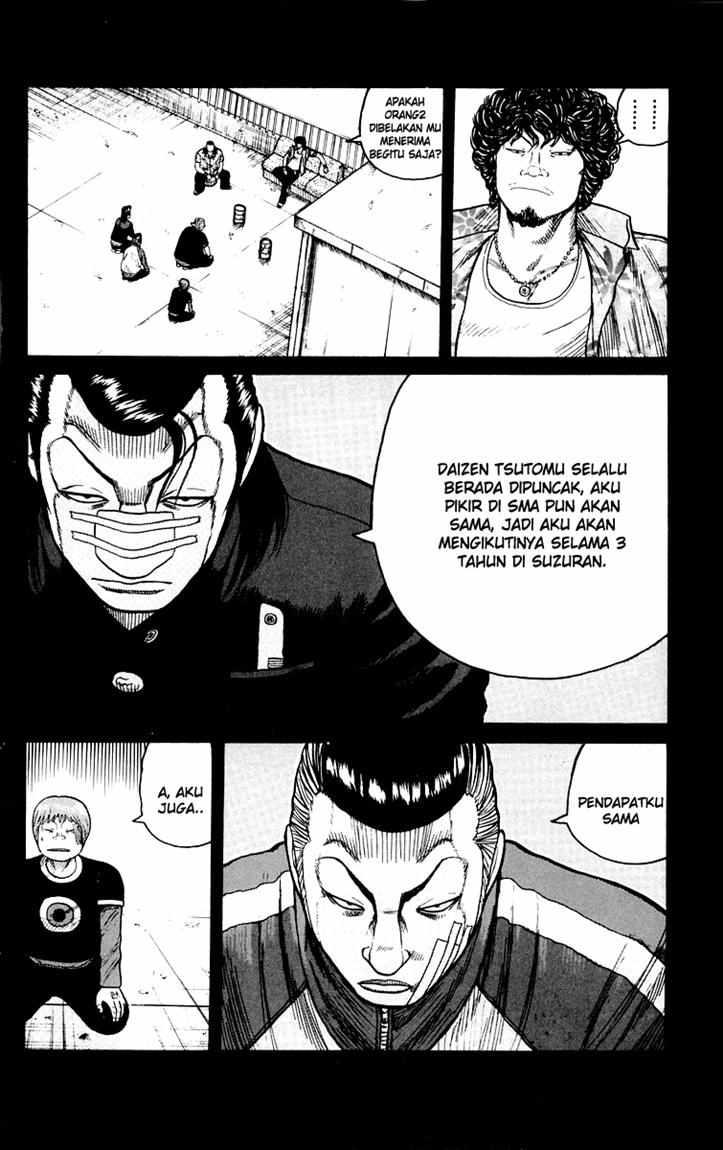 ......
APAKAH
ORANG2
DIBELAKAN MU
MENERIMA
BEGITU SAJA?
DAIZEN TSUTOMU SELALU
BERADA DIPUNCAK, AKU
PIKIR DI SMA PUN AKAN
SAMA, JADI AKU AKAN
MENGIKUTINYA SELAMA 3
TAHUN DI SUZURAN.
PENDAPATKU
SAMA
A, AKU
JUGA..